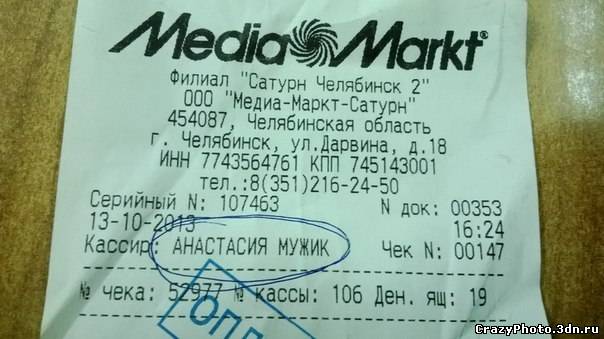 Media Markt®
Филиал "Сатурн Челябинск 2"
ООО "Медиа-Маркт-Сатурн"
454087, Челябинская область
г. Челябинск, ул.Дарвина, д.18
ИНН 7743564761 КПП 745143001
тел.:8(351)216-24-50
Серийный N: 107463 N док: 00353
13-10-2013 16:24
Кассир: АНАСТАСИЯ МУЖИК Чек N: 00147
№ чека: 52977 № кассы: 106 Ден. ящ: 19
CrazyPhoto.3dn.ru